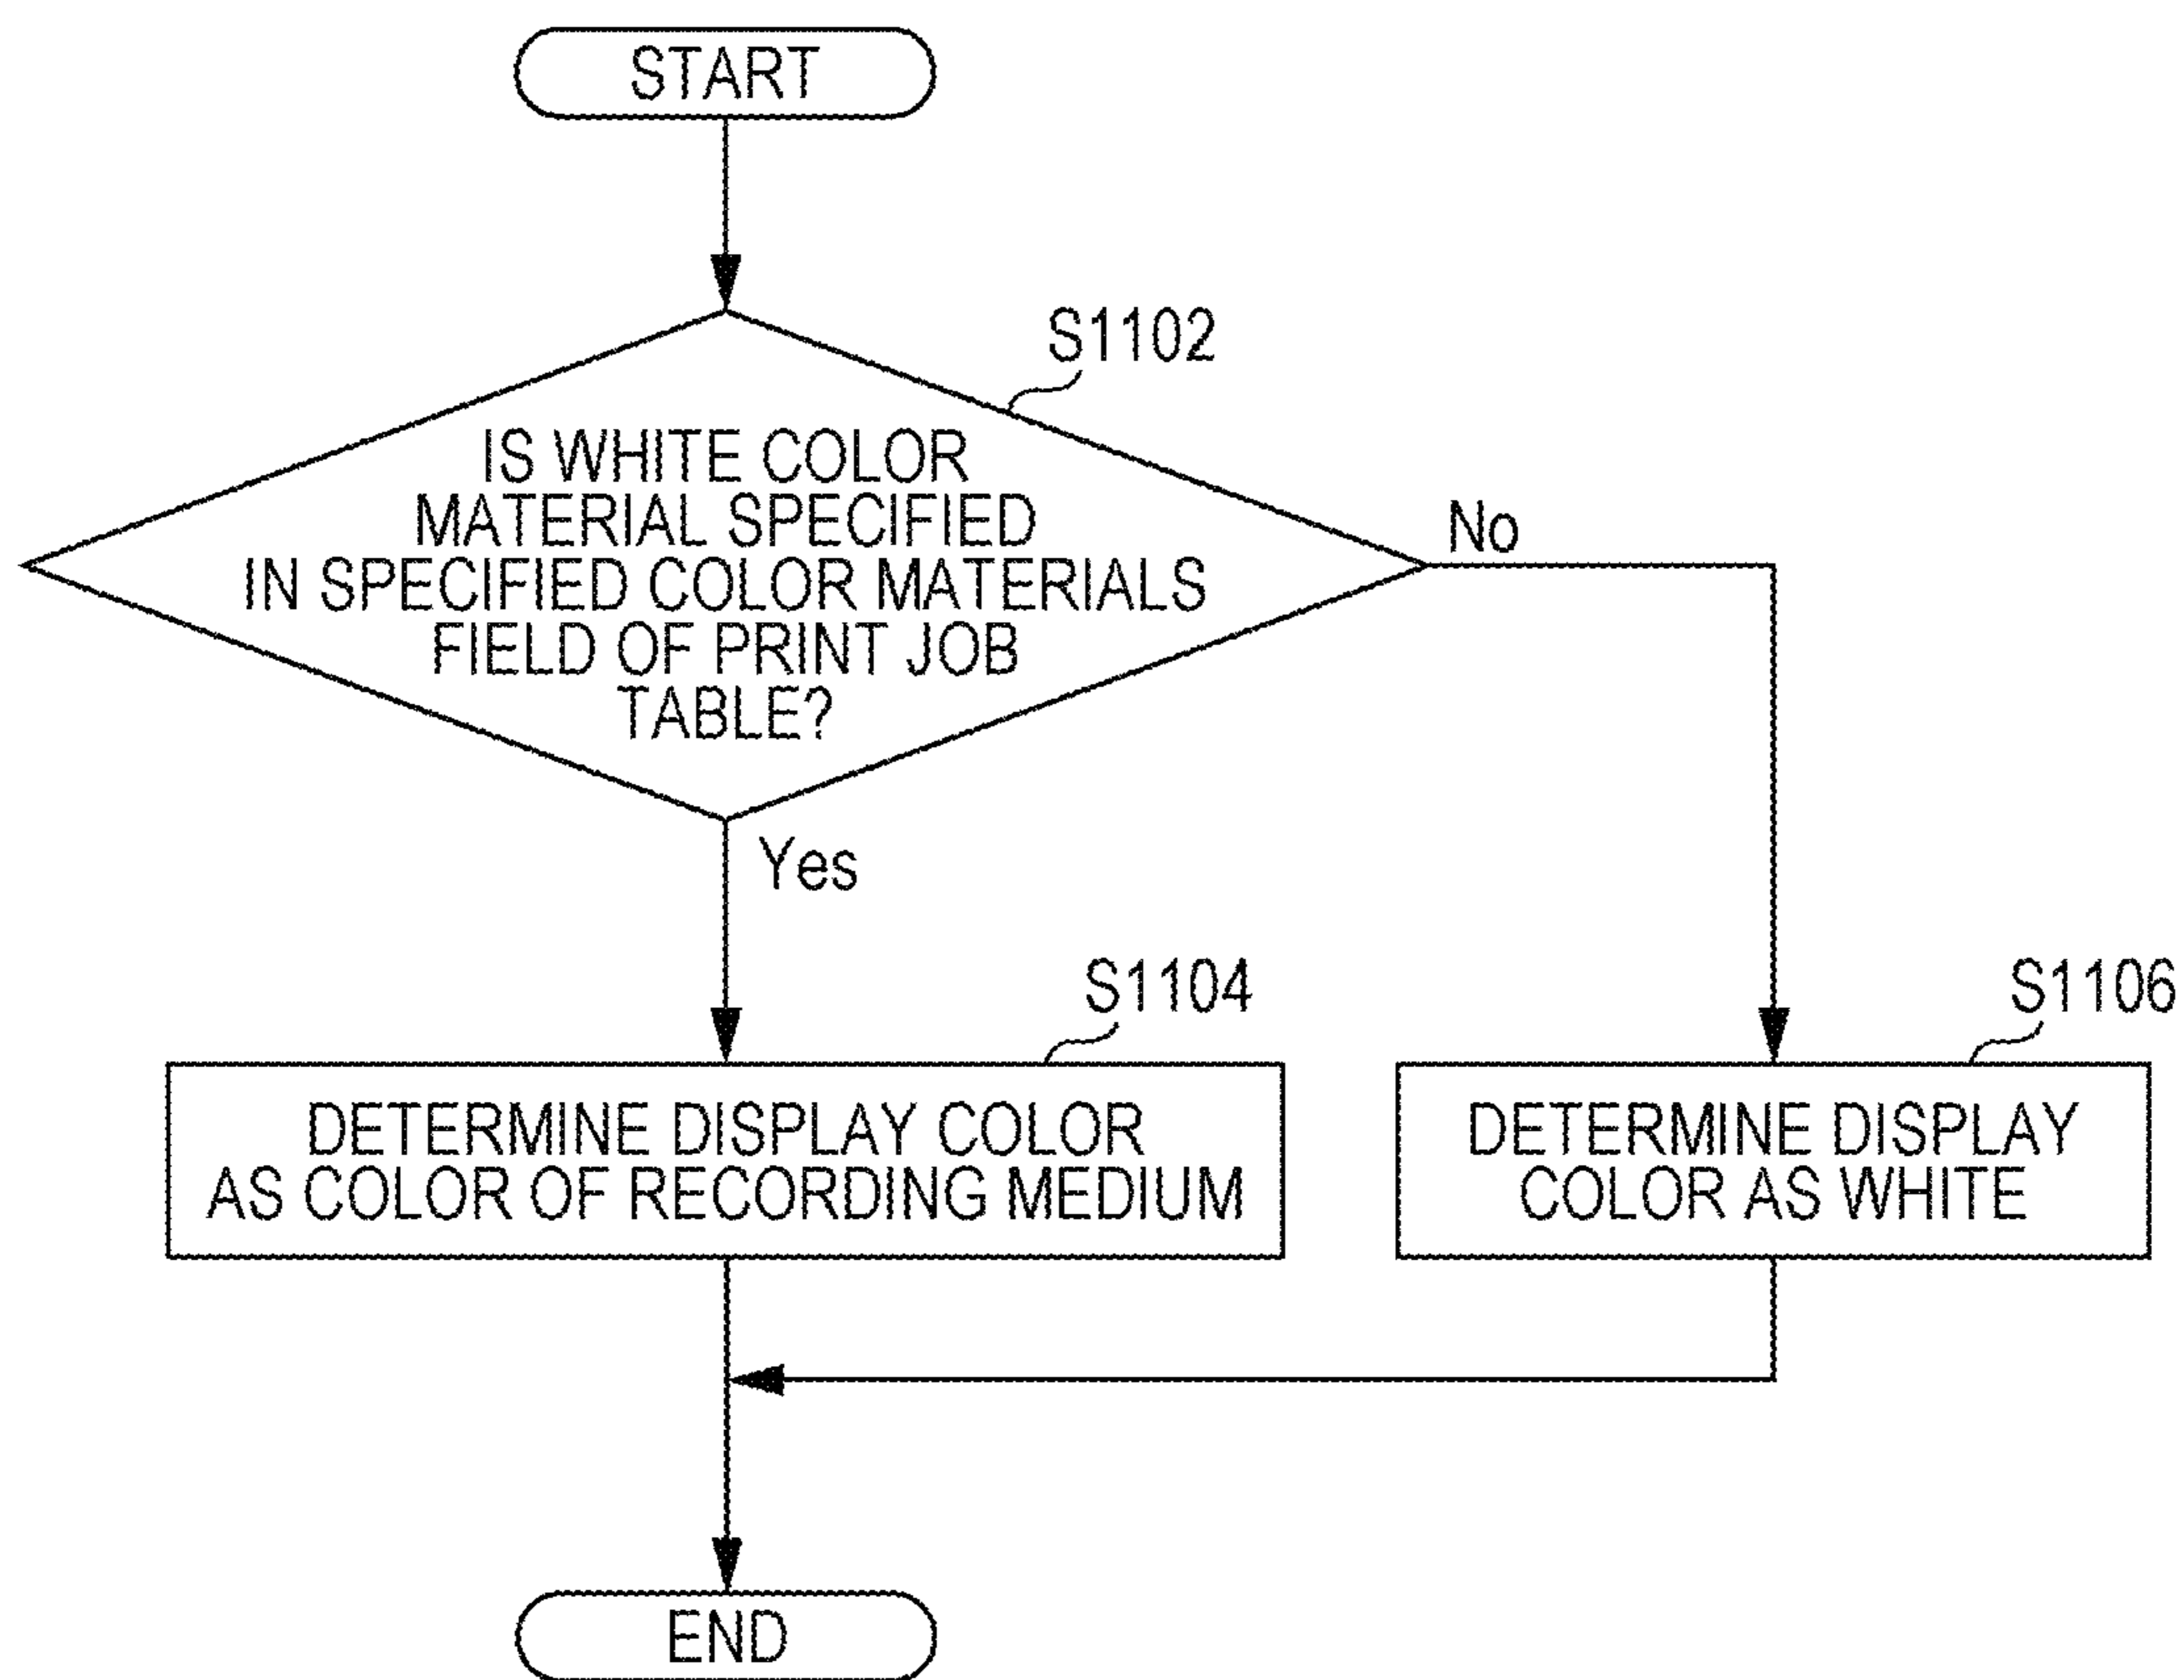 START
S1102
IS WHITE COLOR
MATERIAL SPECIFIED
IN SPECIFIED COLOR MATERIALS
FIELD OF PRINT JOB
TABLE?
No
Yes
S1104
DETERMINE DISPLAY COLOR
AS COLOR OF RECORDING MEDIUM
S1106
DETERMINE DISPLAY
COLOR AS WHITE
END